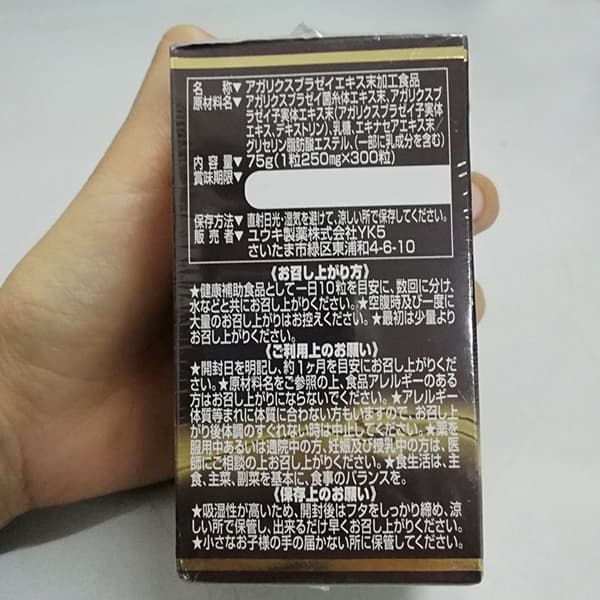 名　称▼アガリクスブラゼイエキス末加工食品
原材料名▼アガリクスブラゼイ菌糸体エキス末、アガリクスブ
ラゼイ子実体エキス末(アガリクスブラゼイ子実体
エキス、デキストリン)、乳糖、エキナセアエキス末、
グリセリン脂肪酸エステル、(一部に乳成分を含む)
内容量▼75g(1粒250mg×300粒)
賞味期限▼
保存方法▼直射日光・湿気を避けて、涼しい所で保存してください。
販売者▼ユウキ製薬株式会社YK5
さいたま市緑区東浦和4-6-10
《お召し上がり方》
★健康補助食品として一日10粒を目安に、数回に分け、
水などと共にお召し上がりください。★空腹時及び一度に
大量のお召し上がりはお控えください。★最初は少量より
お召し上がりください。
《ご利用上のお願い》
★開封日を明記し、約1ヶ月を目安にお召し上がりくだ
さい。★原材料名をご参照の上、食品アレルギーのある
方はお召し上がりにならないでください。★アレルギー
体質等まれに体質に合わない方もいますので、お召し上
がり後体調のすぐれない時は中止してください。★薬を
服用中あるいは通院中の方、妊娠及び授乳中の方は、医
師にご相談の上お召し上がりください。★食生活は、主
食、主菜、副菜を基本に、食事のバランスを。
《保存上のお願い》
★吸湿性が高いため、開封後はフタをしっかり締め、涼
しい所で保管し、出来るだけ早くお召し上がりください。
★小さなお子様の手の届かない所に保管してください。